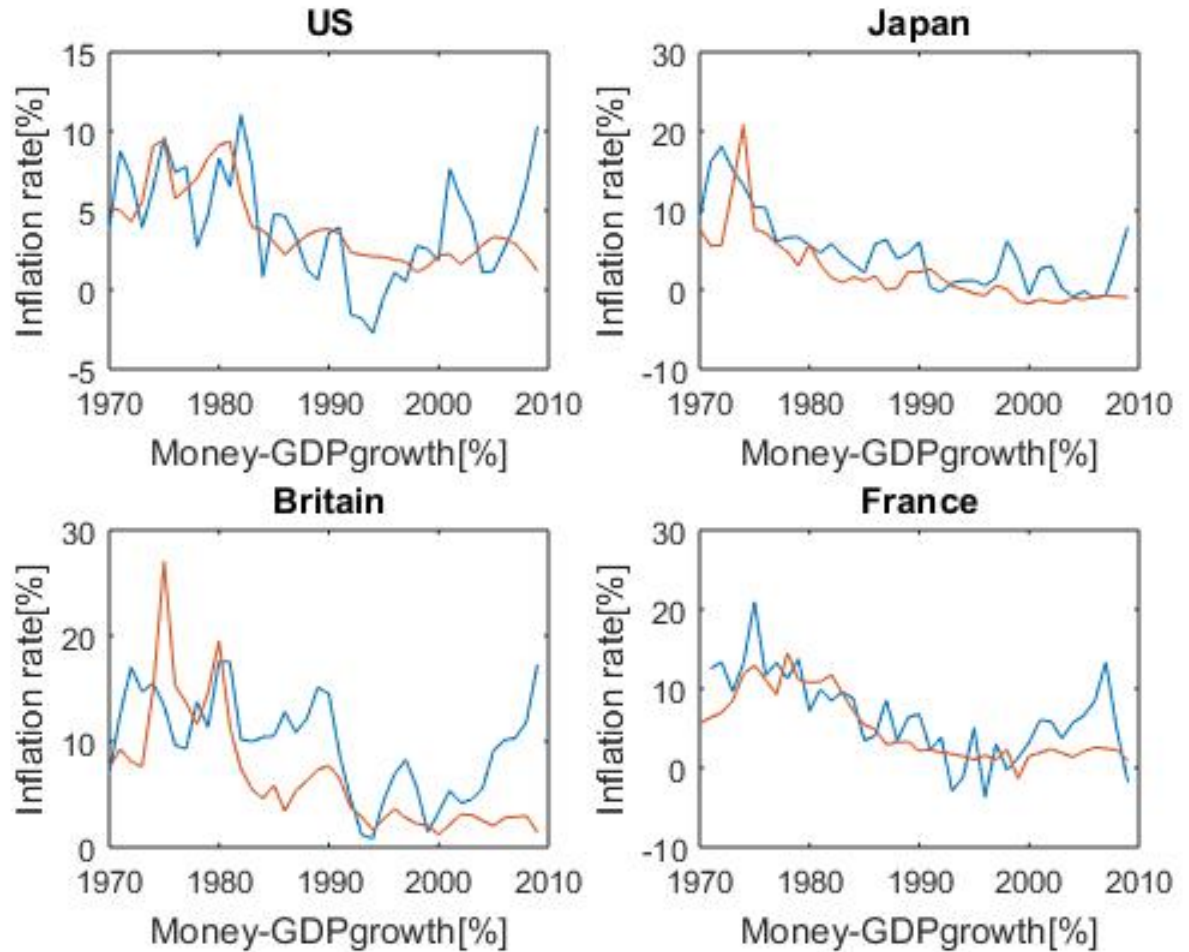 US
Inflation rate[%]
15
10
5
0
-5
1970 1980 1990 2000 2010
Money-GDPgrowth[%]
Japan
Inflation rate[%]
30
20
10
0
-10
1970 1980 1990 2000 2010
Money-GDPgrowth[%]
Britain
Inflation rate[%]
30
20
10
0
1970 1980 1990 2000 2010
Money-GDPgrowth[%]
France
Inflation rate[%]
30
20
10
0
-10
1970 1980 1990 2000 2010
Money-GDPgrowth[%]